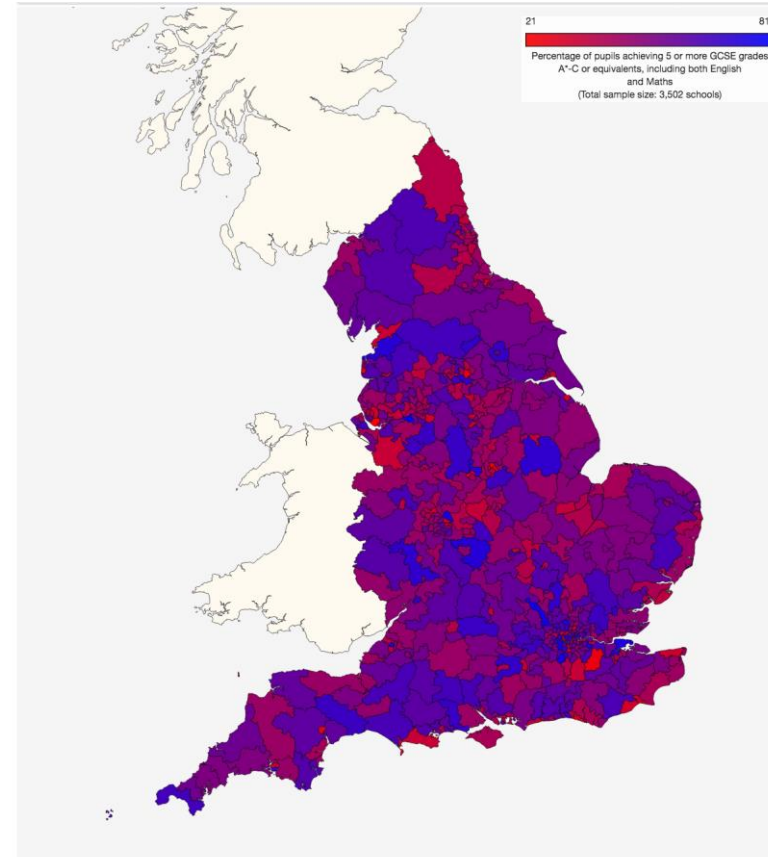 21 81
Percentage of pupils achieving 5 or more GCSE grades
A*-C or equivalents, including both English
and Maths
(Total sample size: 3,502 schools)